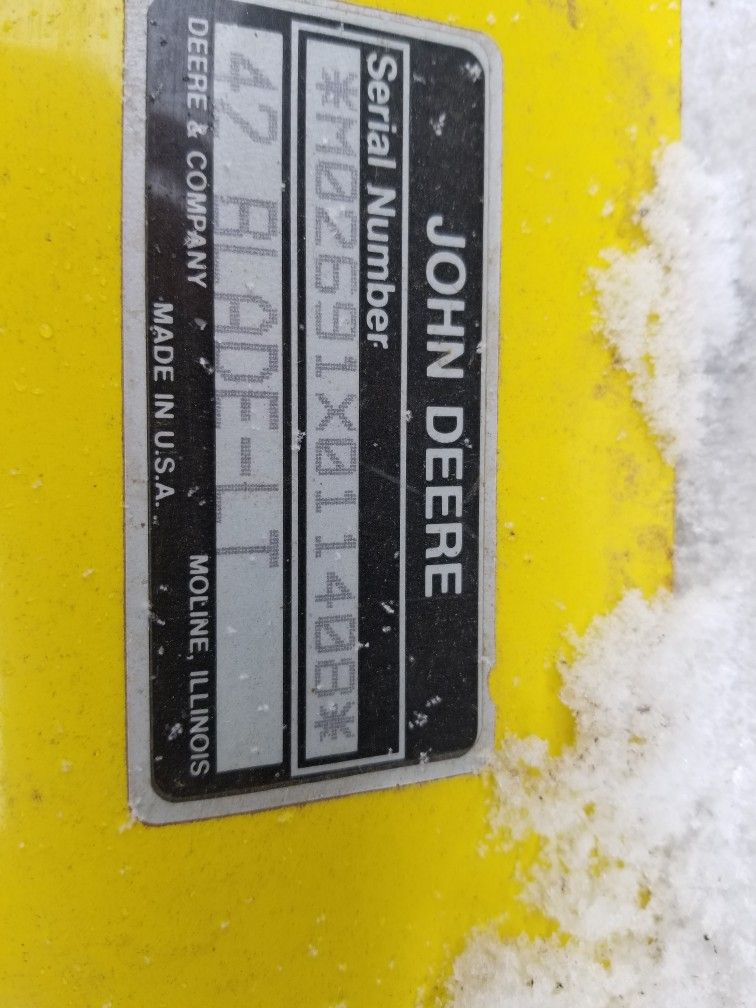 JOHN DEERE
Serial Number
*M02691X011408*
42 BLADE-LT
DEERE & COMPANY MOLINE, ILLINOIS
MADE IN U.S.A.